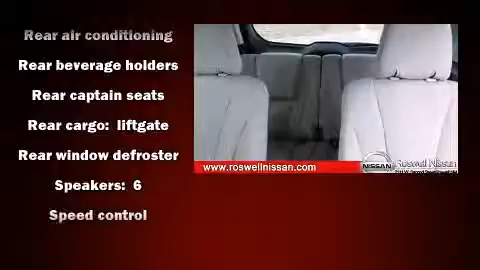 Rear air conditioning
Rear beverage holders
Rear captain seats
Rear cargo:  liftgate
Rear window defroster
Speakers:  6
Speed control
www.roswellnissan.com
NISSAN
Roswell Nissan